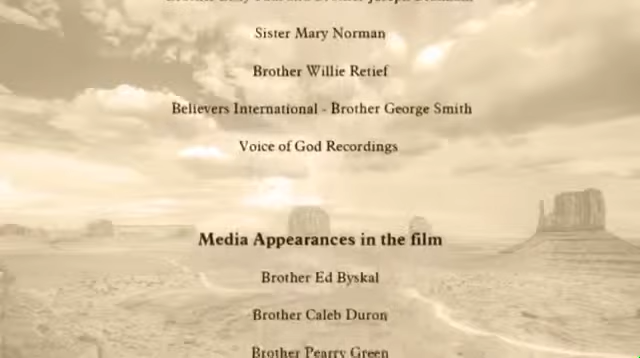 Sister Mary Norman
Brother Willie Retief
Believers International - Brother George Smith
Voice of God Recordings
Media Appearances in the film
Brother Ed Byskal
Brother Caleb Duron
Brother Pearry Green